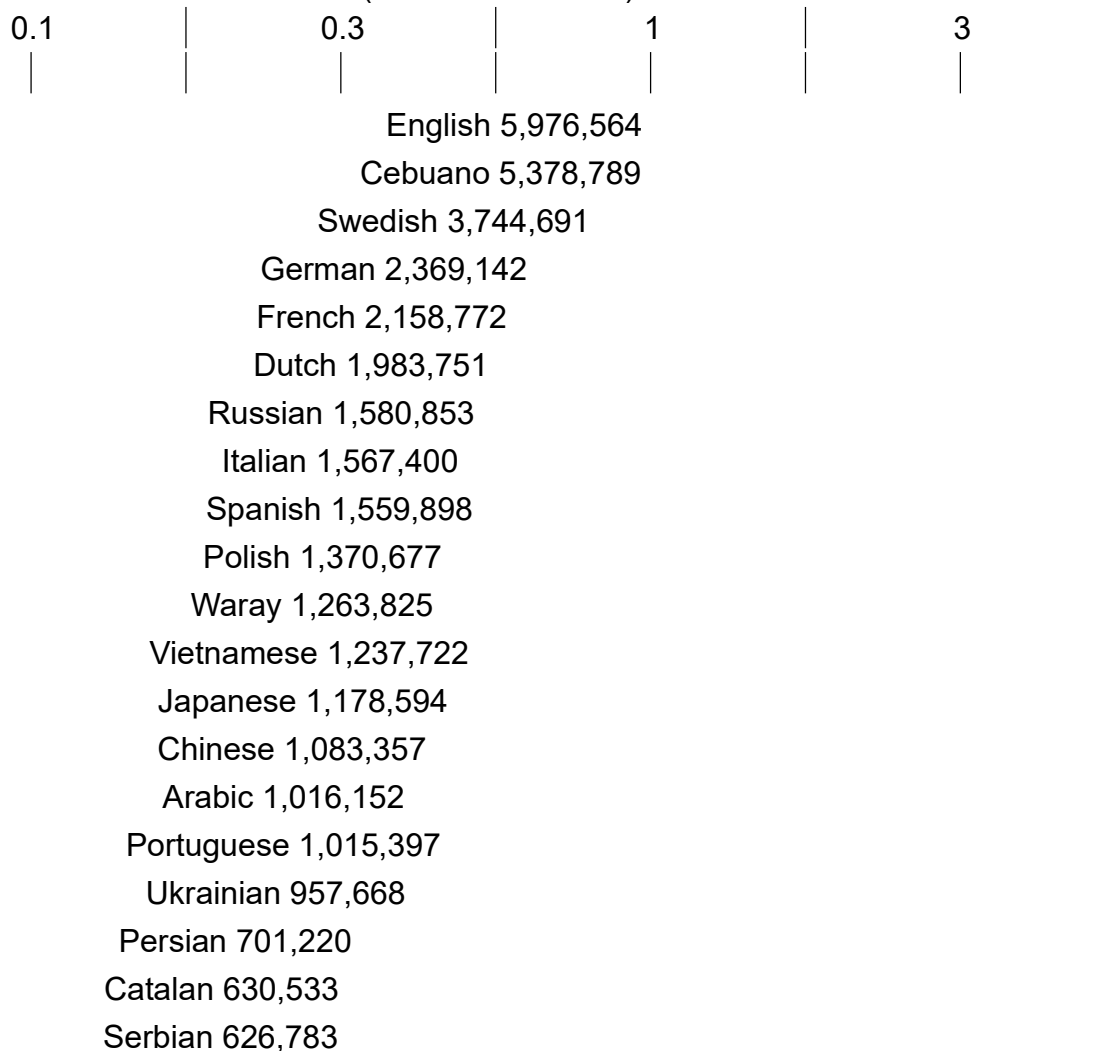 0.1 0.3 1 3
English 5,976,564
Cebuano 5,378,789
Swedish 3,744,691
German 2,369,142
French 2,158,772
Dutch 1,983,751
Russian 1,580,853
Italian 1,567,400
Spanish 1,559,898
Polish 1,370,677
Waray 1,263,825
Vietnamese 1,237,722
Japanese 1,178,594
Chinese 1,083,357
Arabic 1,016,152
Portuguese 1,015,397
Ukrainian 957,668
Persian 701,220
Catalan 630,533
Serbian 626,783